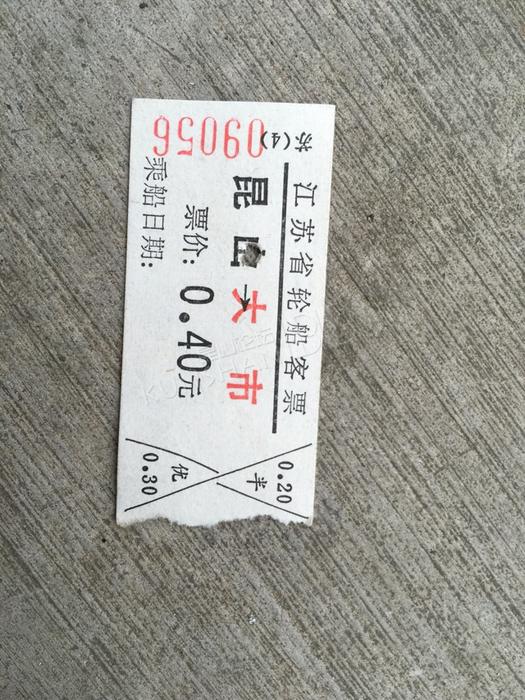 江苏省轮船客票
昆山→大市
票价: 0.40元
乘船日期:
(4) 09056
0.20
半
优
0.30